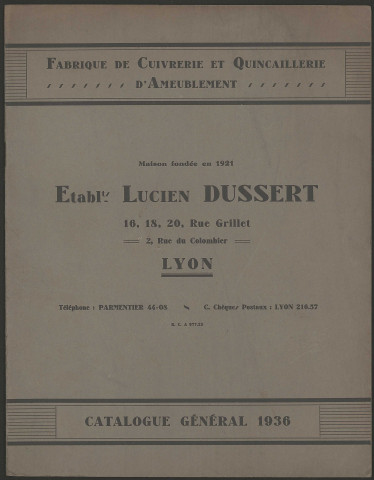 Fabrique de Cuivrerie et Quincaillerie
d'Ameublement
Maison fondée en 1921
Etabl.ts Lucien DUSSERT
16, 18, 20, Rue Grillet
2, Rue du Colombier
LYON
Téléphone : PARMENTIER 44-08 C. Chèques Postaux : LYON 216.57
CATALOGUE GÉNÉRAL 1936